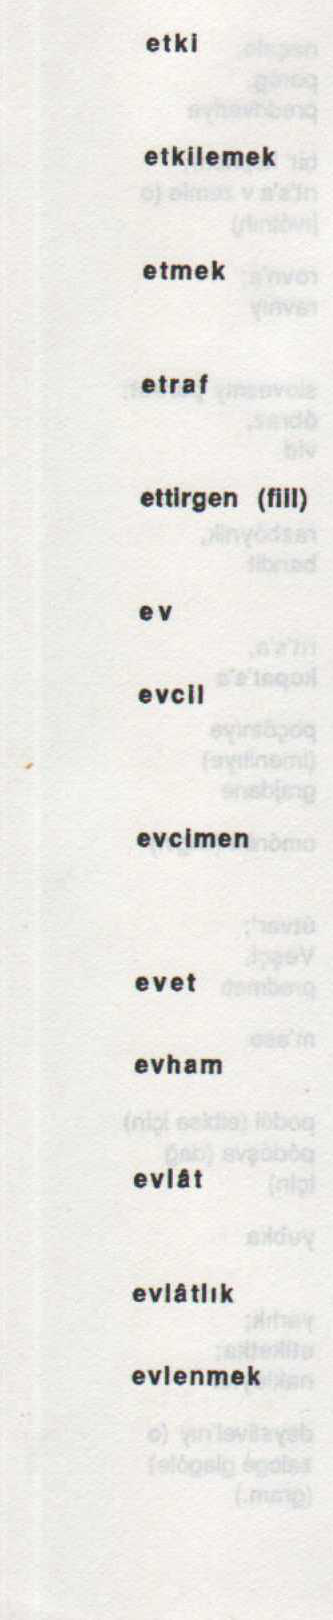 etki
etkilemek
etmek
etraf
ettirgen (fiil)
ev
evcil
evcimen
evet
evham
evlât
evlâtlık
evlenmek